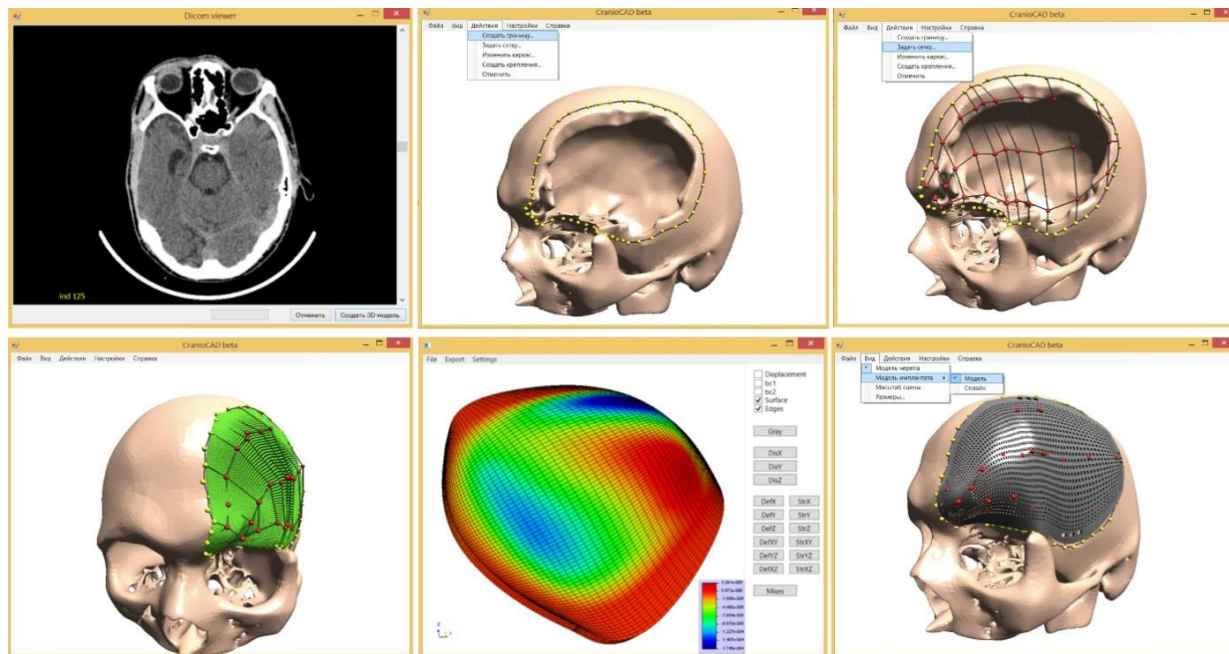 Dicom viewer
Ind 125
Отменить
Создать 3D-модель
CranioCAD beta
Файл Вид Действия Настройки Справка
Создать границу...
Задать сетку...
Изменить каркас...
Создать крепления...
Отменить
CranioCAD beta
Файл Вид Действия Настройки Справка
Создать границу...
Задать сетку...
Изменить каркас...
Создать крепления...
Отменить
CranioCAD beta
Файл Вид Действия Настройки Справка
File Export Settings
Displacement
bc1
bc2
Surface
Edges
Gray
DisX
DisY
DisZ
DefX StrX
DefY StrY
DefZ StrZ
DefXY StrXY
DefYZ StrYZ
DefXZ StrXZ
Mises
Z
X
CranioCAD beta
Файл Вид Действия Настройки Справка
Модель черепа
Модель имплантата Модель
Масштаб сцены Сплайн
Размеры...